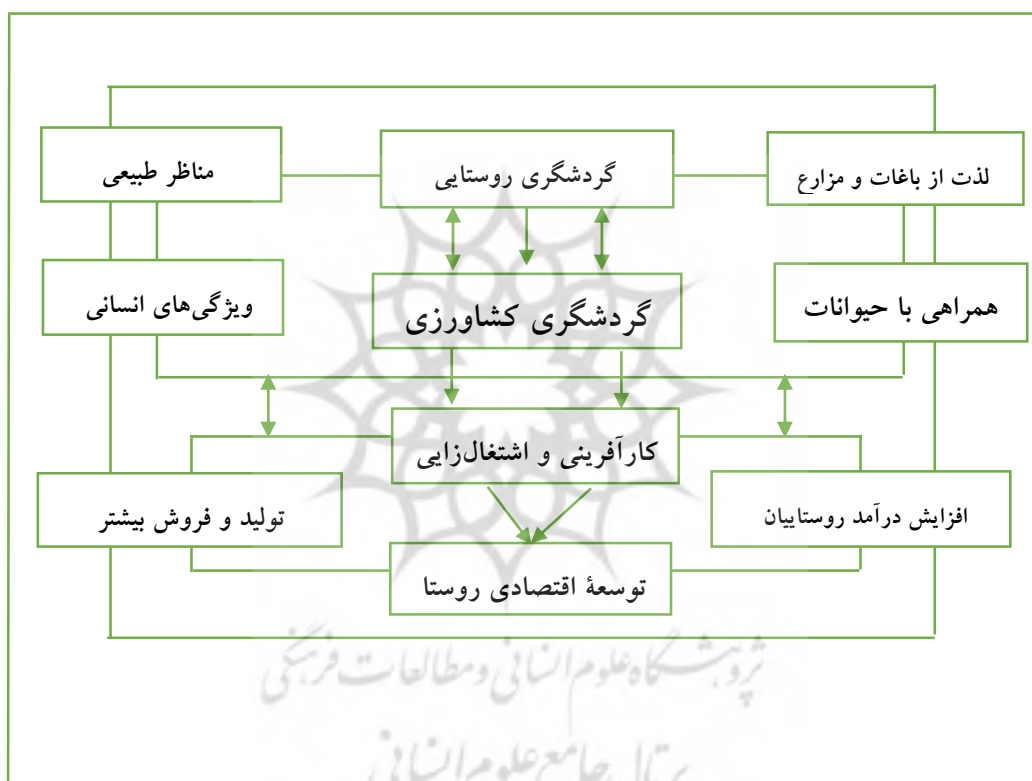 لذت از باغات و مزارع
گردشگری روستایی
مناظر طبیعی
همراهی با حیوانات
گردشگری کشاورزی
ویژگی‌های انسانی
کارآفرینی و اشتغال‌زایی
افزایش درآمد روستاییان
تولید و فروش بیشتر
توسعۀ اقتصادی روستا
پژوهشگاه علوم انسانی و مطالعات فرهنگی
پرتال جامع علوم انسانی